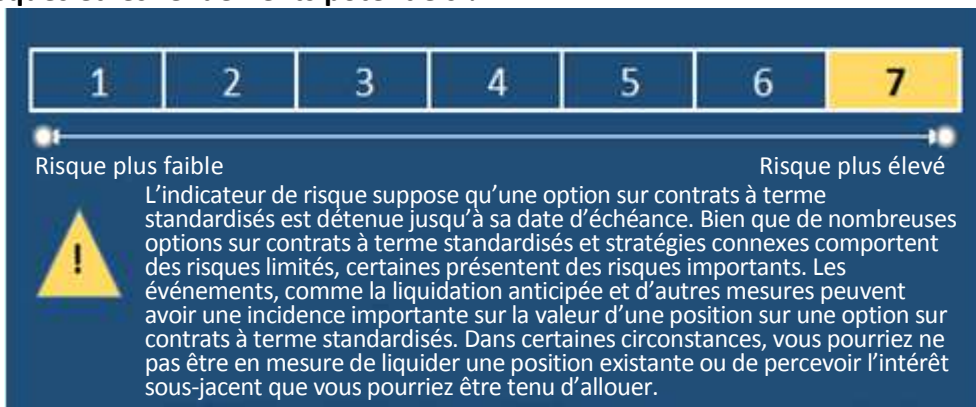 1 2 3 4 5 6 7
Risque plus faible Risque plus élevé
L’indicateur de risque suppose qu’une option sur contrats à terme
standardisés est détenue jusqu’à sa date d’échéance. Bien que de nombreuses
options sur contrats à terme standardisés et stratégies connexes comportent
des risques limités, certaines présentent des risques importants. Les
événements, comme la liquidation anticipée et d’autres mesures peuvent
avoir une incidence importante sur la valeur d’une position sur une option sur
contrats à terme standardisés. Dans certaines circonstances, vous pourriez ne
pas être en mesure de liquider une position existante ou de percevoir l’intérêt
sous-jacent que vous pourriez être tenu d’allouer.
!